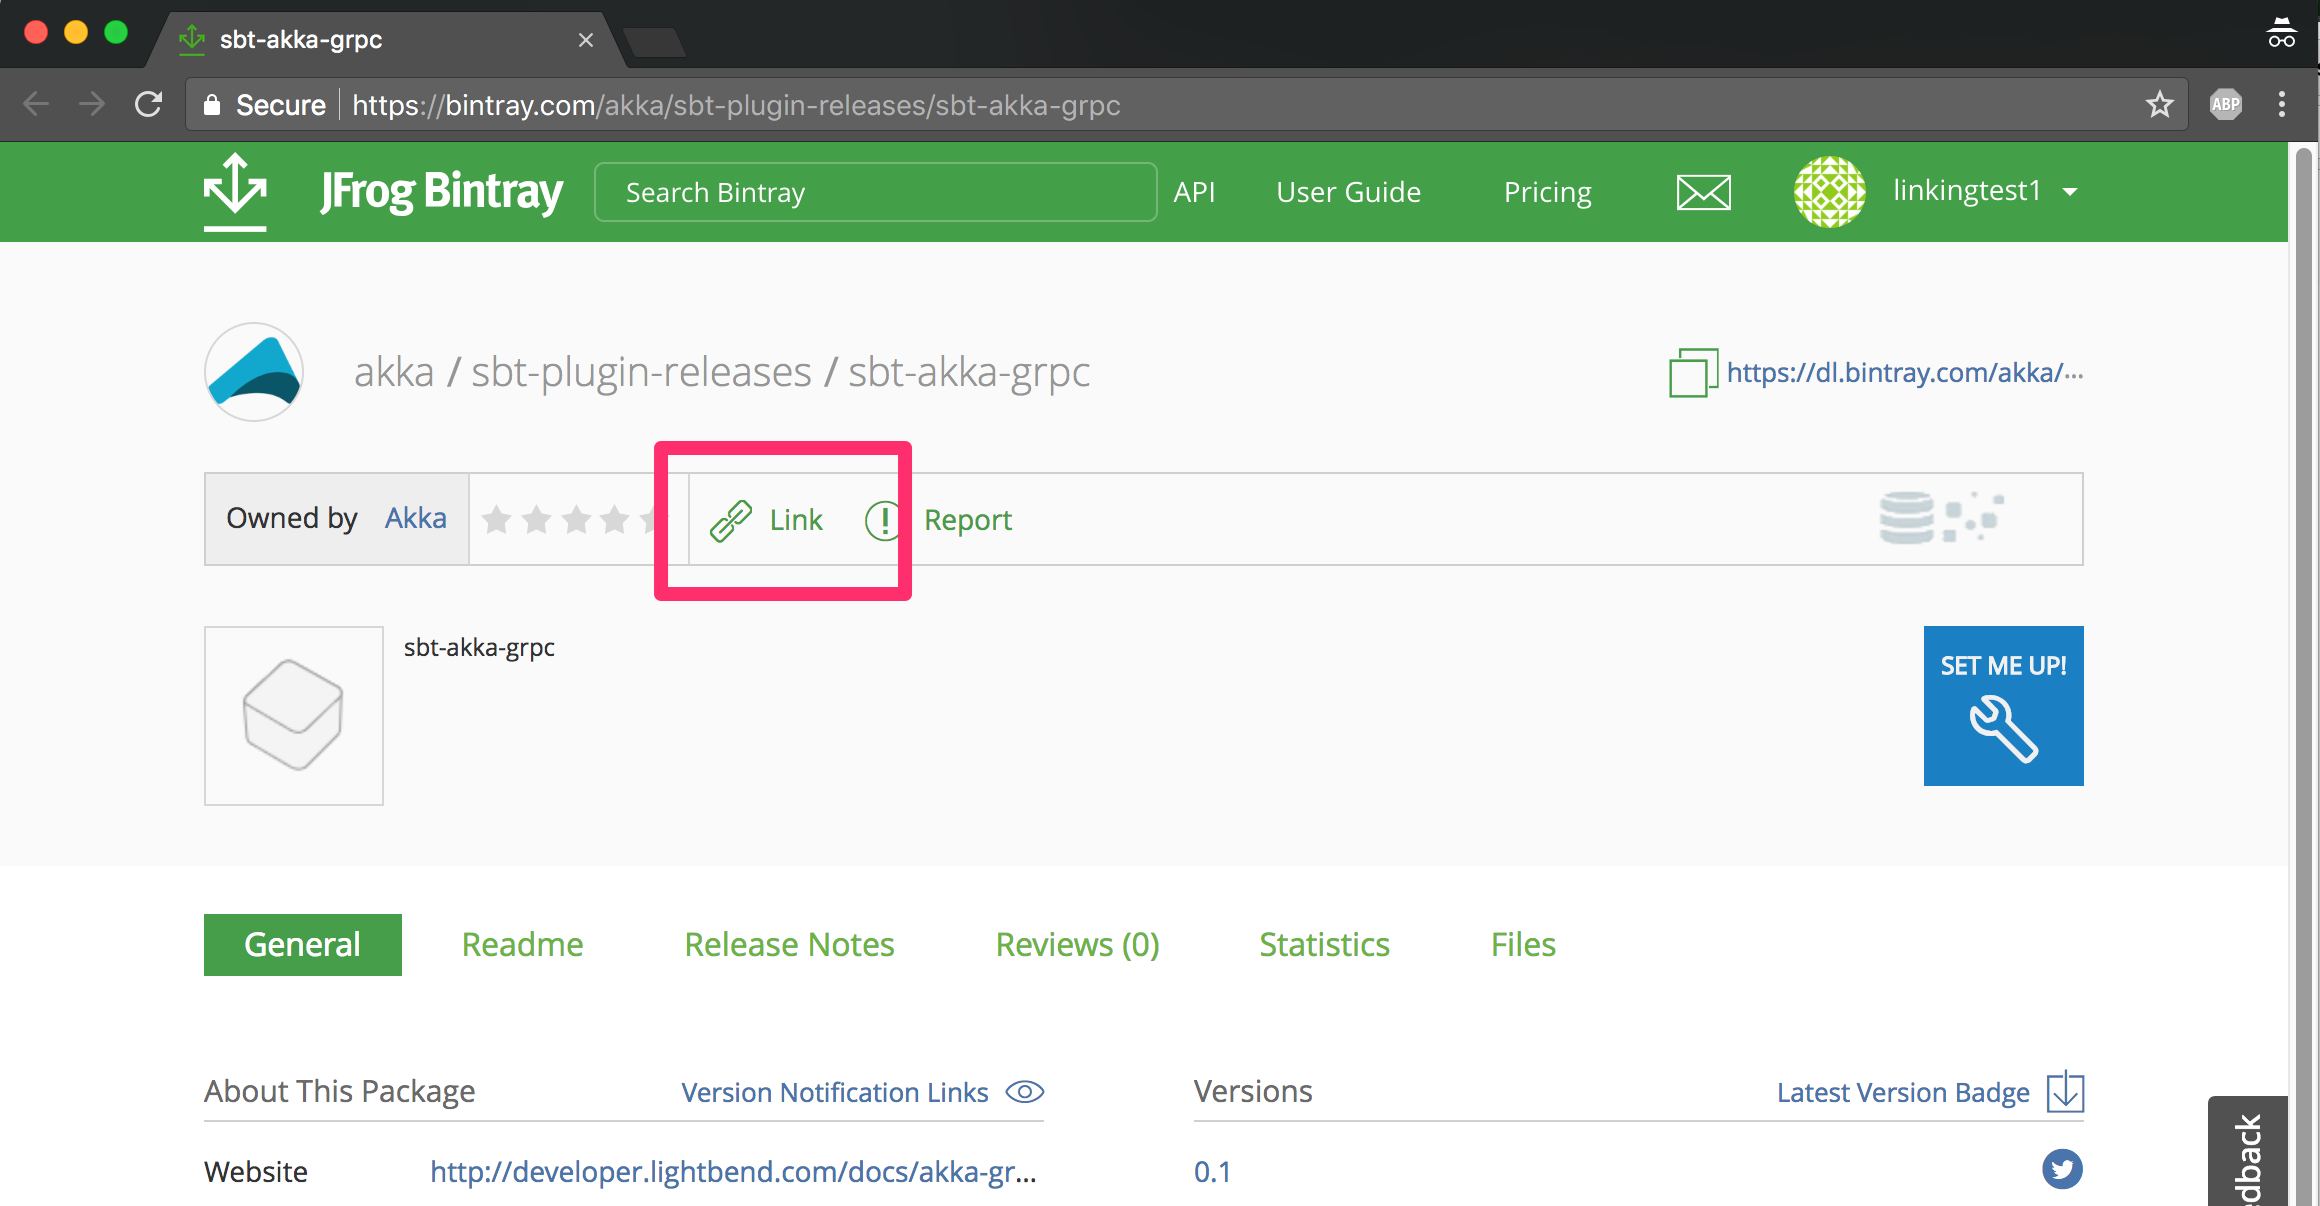 sbt-akka-grpc
Secure https://bintray.com/akka/sbt-plugin-releases/sbt-akka-grpc
ABP
JFrog Bintray Search Bintray API User Guide Pricing linkingtest1
akka / sbt-plugin-releases / sbt-akka-grpc https://dl.bintray.com/akka/...
Owned by Akka Link Report
sbt-akka-grpc
SET ME UP!
General Readme Release Notes Reviews (0) Statistics Files
About This Package Version Notification Links Versions Latest Version Badge
Website http://developer.lightbend.com/docs/akka-gr... 0.1